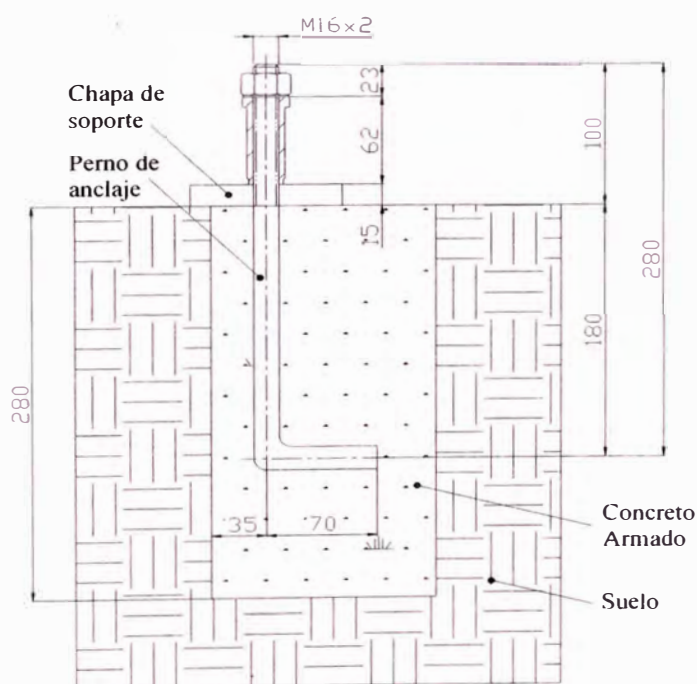 M16x2
23
Chapa de
soporte
62
100
Perno de
anclaje
15
280
180
280
35
70
Concreto
Armado
Suelo